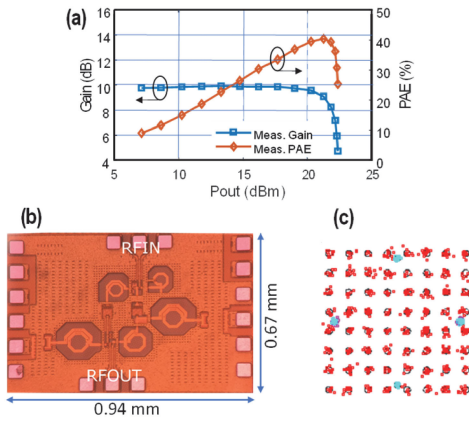 (a)
16
14
12
10
8
6
4
Gain (dB)
50
40
30
20
10
0
PAE (%)
Meas. Gain
Meas. PAE
5
10
15
20
25
Pout (dBm)
(b)
(c)
RFIN
RFOUT
0.67 mm
0.94 mm